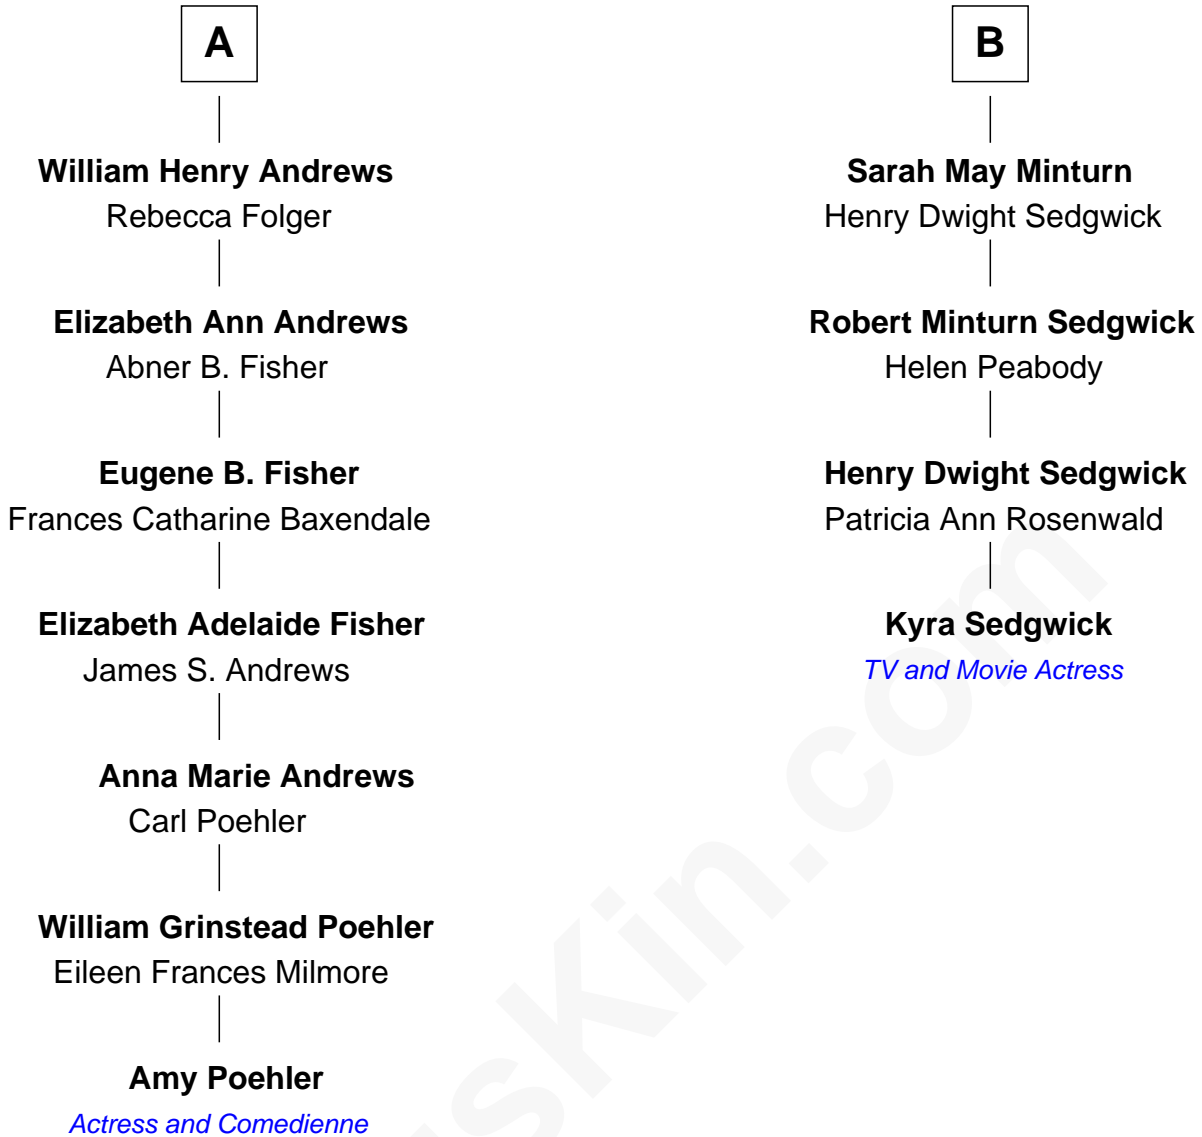 A
William Henry Andrews
Rebecca Folger
Elizabeth Ann Andrews
Abner B. Fisher
Eugene B. Fisher
Frances Catharine Baxendale
Elizabeth Adelaide Fisher
James S. Andrews
Anna Marie Andrews
Carl Poehler
William Grinstead Poehler
Eileen Frances Milmore
Amy Poehler
Actress and Comedienne
B
Sarah May Minturn
Henry Dwight Sedgwick
Robert Minturn Sedgwick
Helen Peabody
Henry Dwight Sedgwick
Patricia Ann Rosenwald
Kyra Sedgwick
TV and Movie Actress
sKin.com